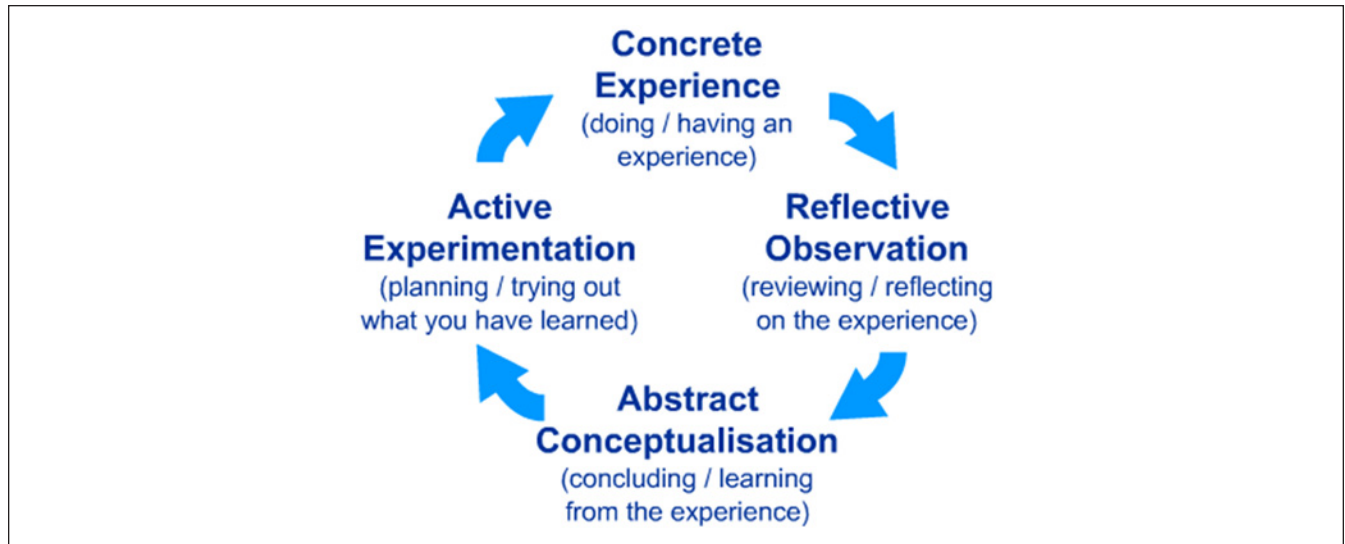 Concrete
Experience
(doing / having an
experience)
Reflective
Observation
(reviewing / reflecting
on the experience)
Abstract
Conceptualisation
(concluding / learning
from the experience)
Active
Experimentation
(planning / trying out
what you have learned)